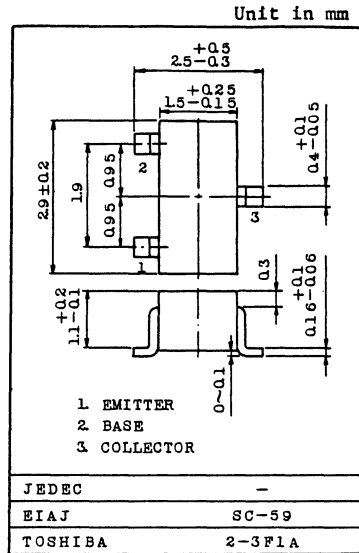 Unit in mm
+0.5
2.5-0.3
+0.25
1.5-0.15
2.9±0.2
1.9
0.95
0.95
2
1
3
+0.1
0.4-0.05
+0.2
1.1-0.1
0.3
+0.1
0.16-0.06
0~0.1
1. EMITTER
2. BASE
3. COLLECTOR
JEDEC –
EIAJ SC-59
TOSHIBA 2-3F1A